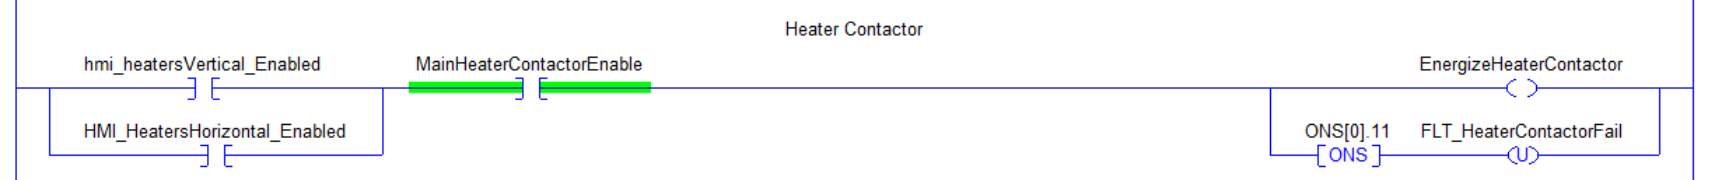 Heater Contactor
hmi_heatersVertical_Enabled MainHeaterContactorEnable EnergizeHeaterContactor
HMI_HeatersHorizontal_Enabled ONS[0].11 FLT_HeaterContactorFail
ONS U